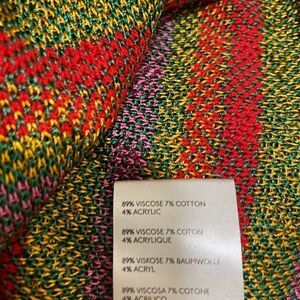 89% VISCOSE 7% COTTON
4% ACRYLIC
89% VISCOSE 7% COTON
4% ACRYLIQUE
89% VISKOSE 7% BAUMWOLLE
4% ACRYL
89% VISCOSA 7% COTONE
4% ACRILICO